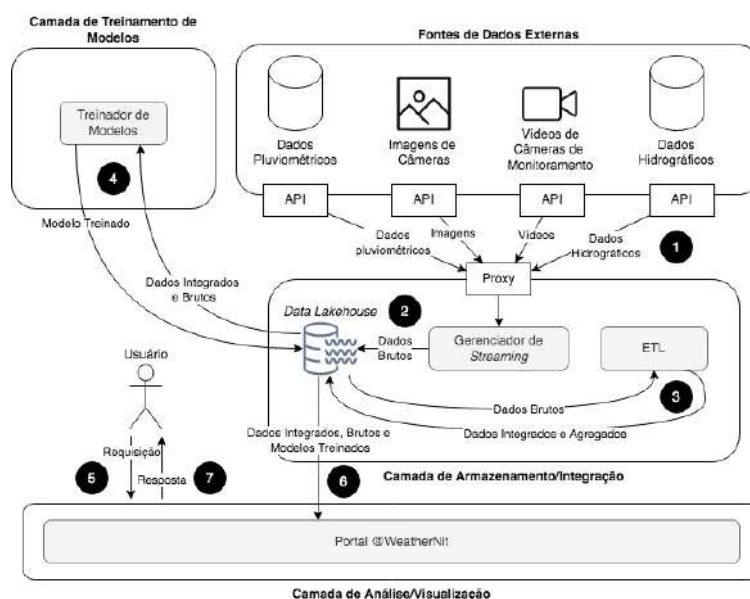 Camada de Treinamento de
Modelos
Fontes de Dados Externas
Treinador de
Modelos
Dados
Pluviométricos
Imagens de
Câmeras
Vídeos de
Câmeras de
Monitoramento
Dados
Hidrográficos
4
API
API
API
API
Modelo Treinado
Dados
pluviométricos
Imagens
Vídeos
Dados
Hidrográficos
1
Proxy
Dados Integrados
e Brutos
Data Lakehouse
2
Dados
Brutos
Gerenciador de
Streaming
ETL
Usuário
Dados Brutos
3
Dados Integrados, Brutos e
Modeles Treinados
Dados Integrados e Agregados
Requisição
5
Resposta
7
6
Camada de Armazenamento/Integração
Portal @WeatherNit
Camada de Análise/Visualização